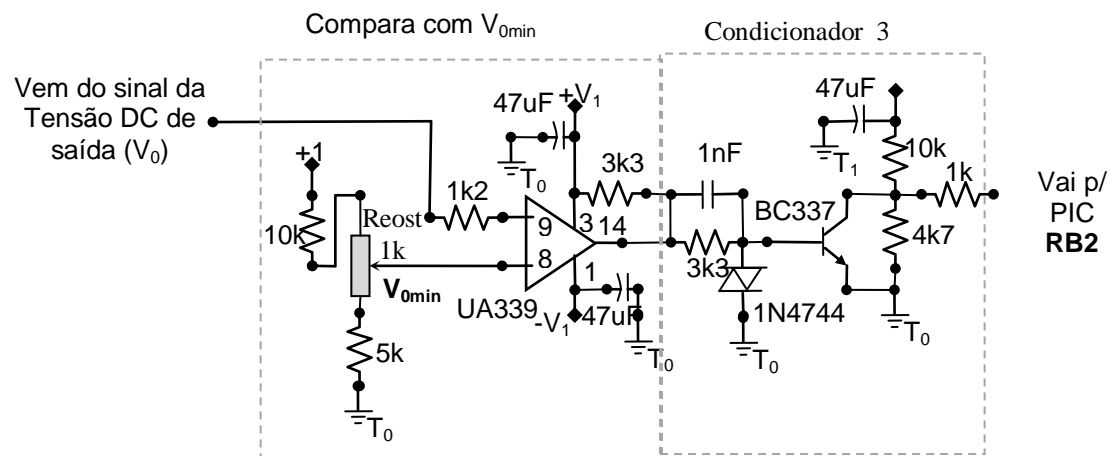 Compara com V0min
Condicionador 3
Vem do sinal da
Tensão DC de
saída (V0)
+1
10k
Reost
1k
V0min
5k
T0
1k2
47uF
+V1
T0
9
8
3
14
1
UA339
-V1
47uF
T0
3k3
1nF
3k3
1N4744
T0
BC337
47uF
T1
10k
1k
4k7
T0
Vai p/
PIC
RB2